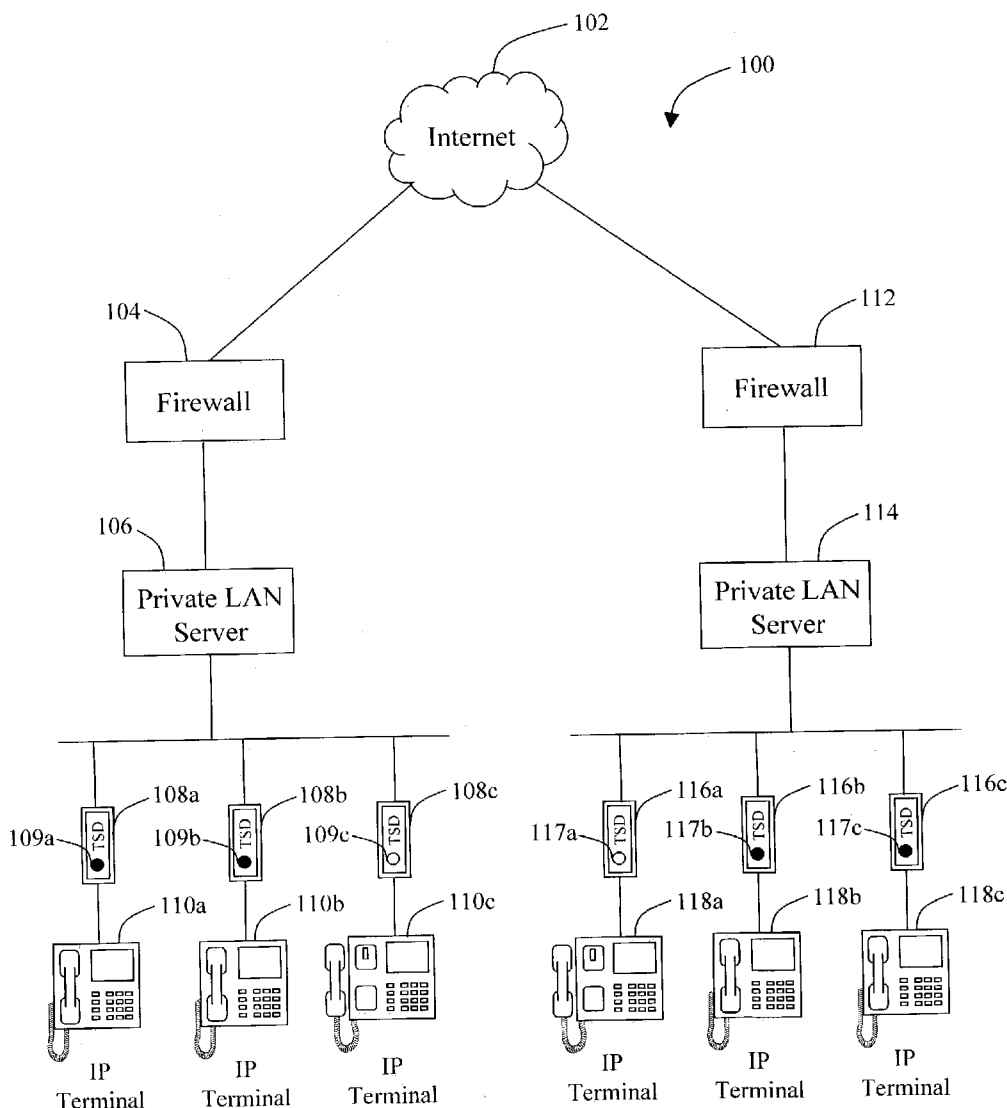 102
100
Internet
104
112
Firewall
Firewall
106
114
Private LAN
Server
Private LAN
Server
108a
108b
108c
116a
116b
116c
TSD
TSD
TSD
TSD
TSD
TSD
109a
109b
109c
117a
117b
117c
110a
110b
110c
118a
118b
118c
IP
Terminal
IP
Terminal
IP
Terminal
IP
Terminal
IP
Terminal
IP
Terminal